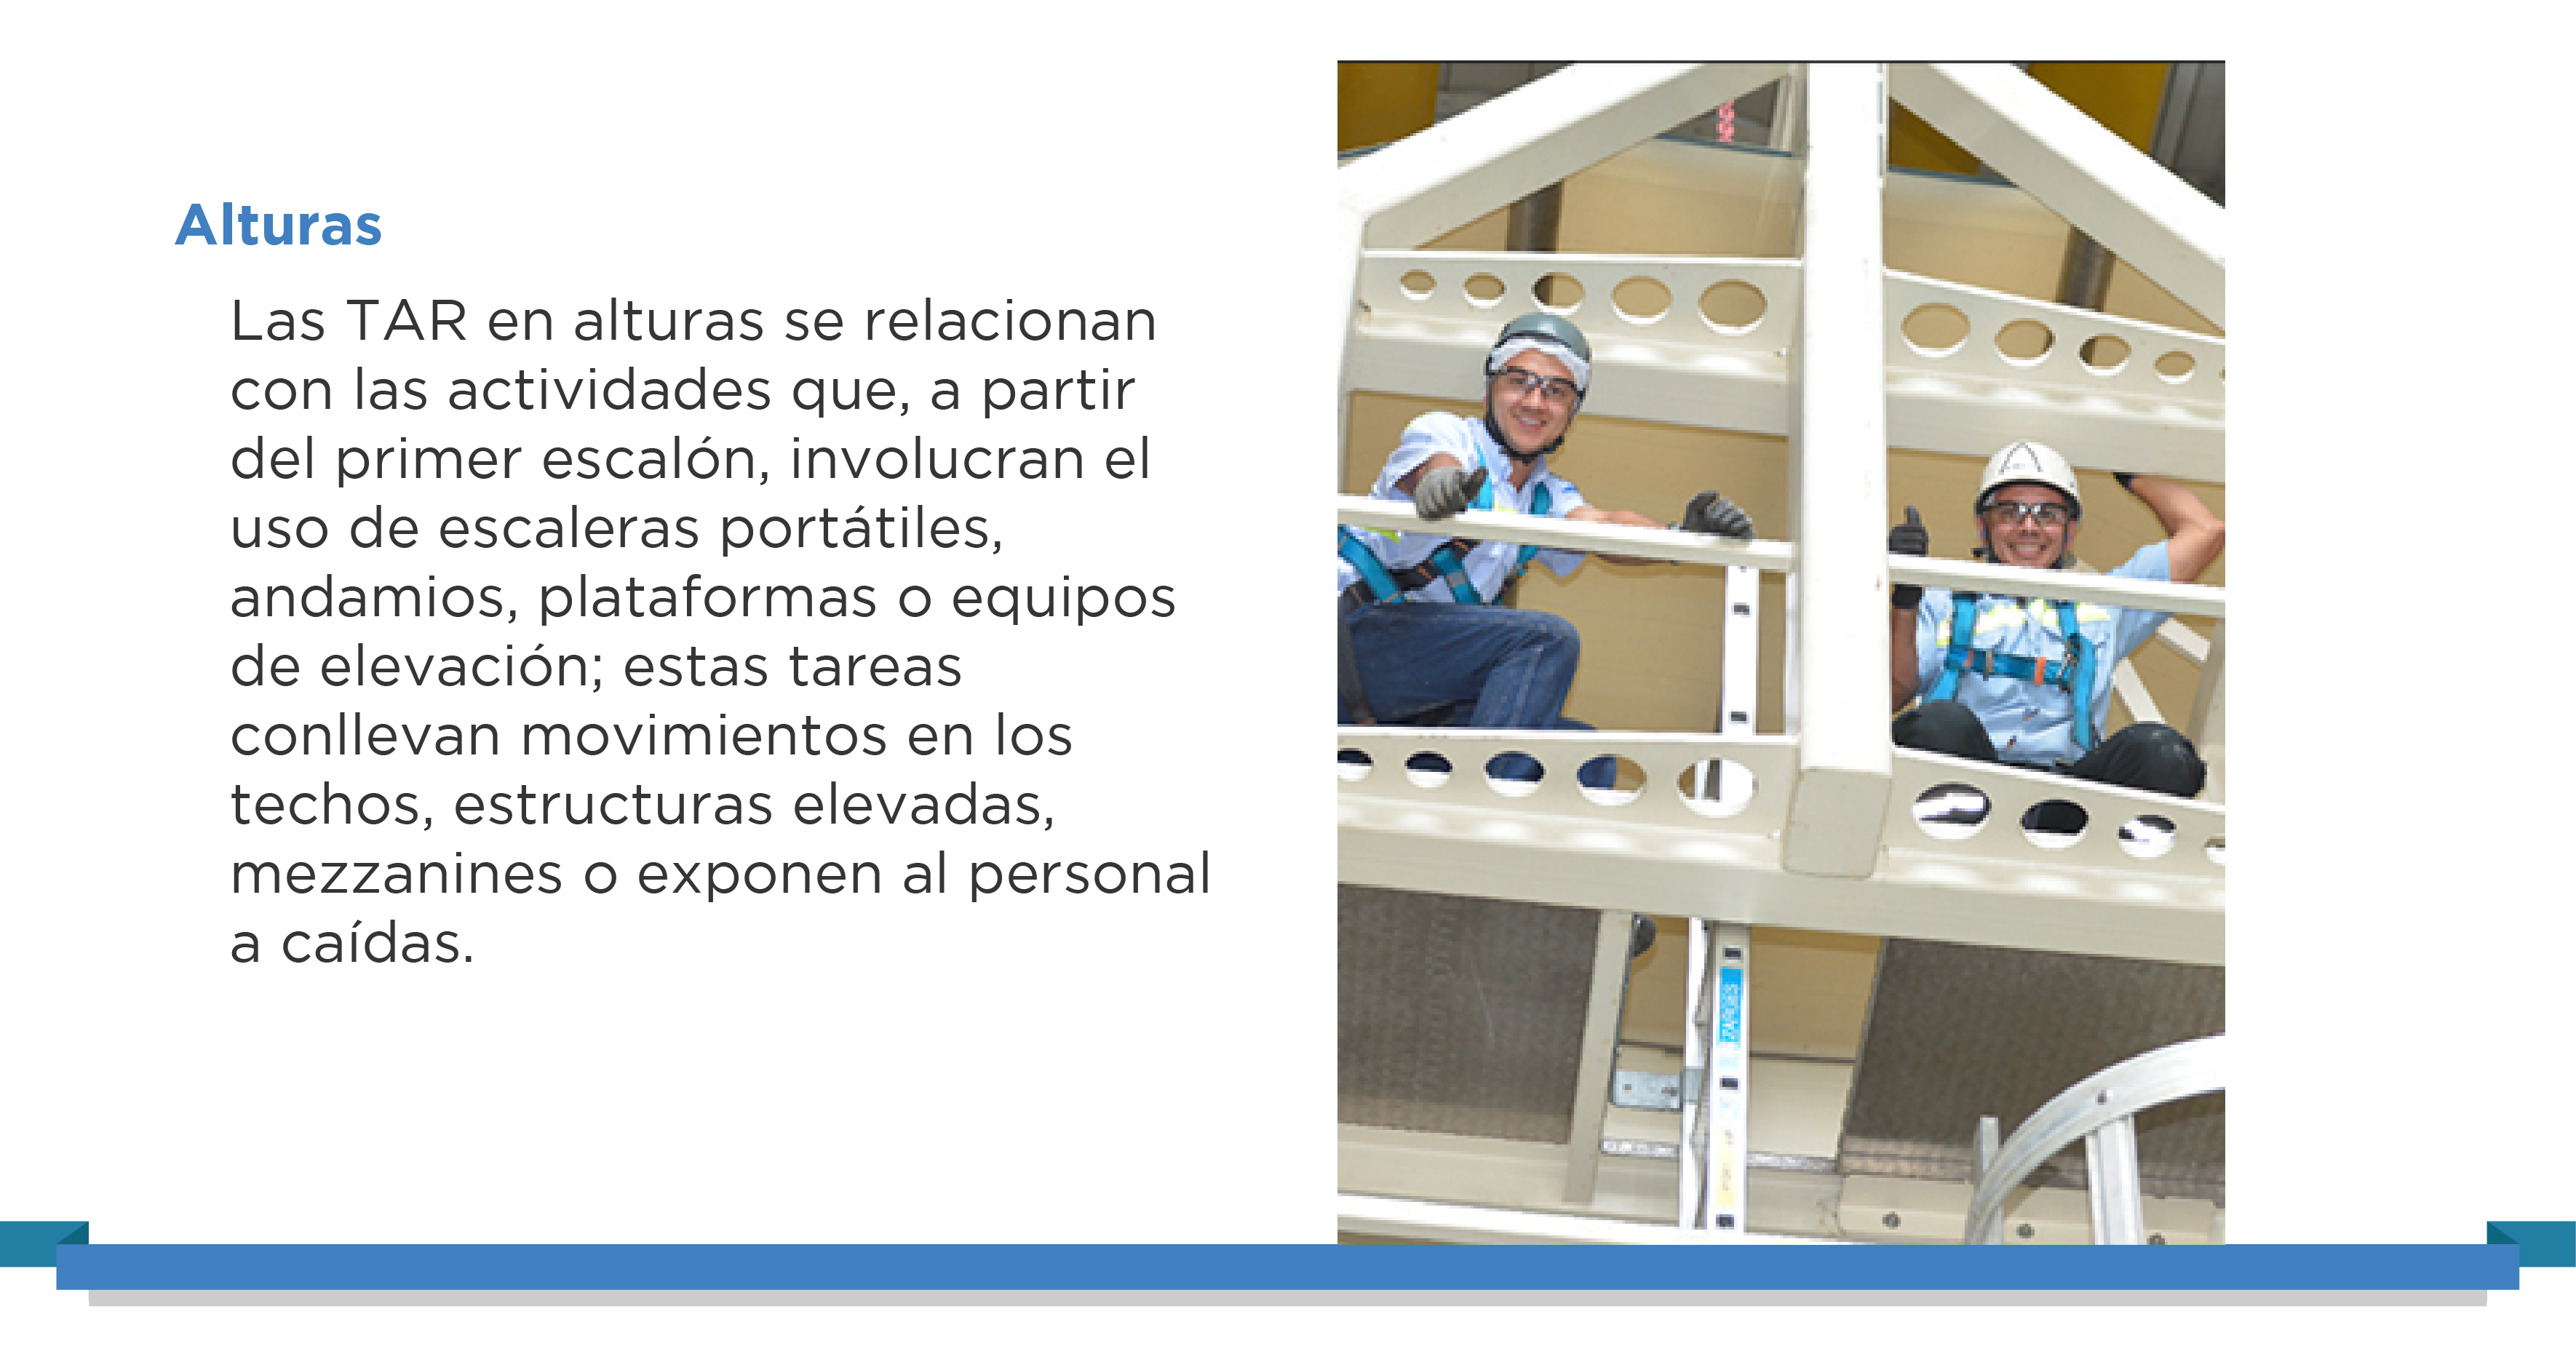 Alturas
Las TAR en alturas se relacionan
con las actividades que, a partir
del primer escalón, involucran el
uso de escaleras portátiles,
andamios, plataformas o equipos
de elevación; estas tareas
conllevan movimientos en los
techos, estructuras elevadas,
mezzanines o exponen al personal
a caídas.